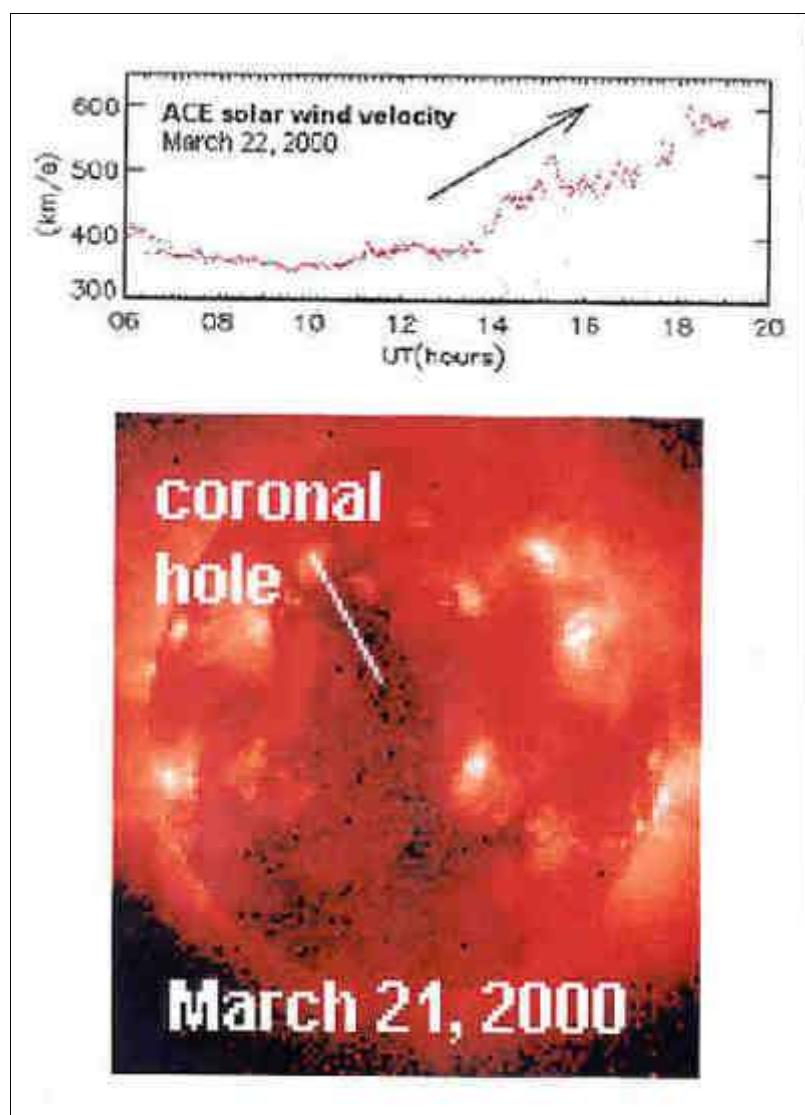 600
500
400
300
(km/s)
ACE solar wind velocity
March 22, 2000
06 08 10 12 14 16 18 20
UT(hours)
coronal
hole
March 21, 2000